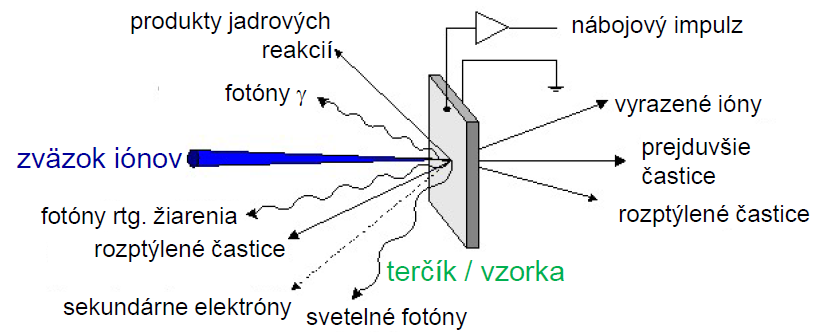 produkty jadrových
reakcií
nábojový impulz
fotóny γ
vyrazené ióny
zväzok iónov
prejduvšie
častice
fotóny rtg. žiarenia
rozptýlené častice
rozptýlené častice
terčík / vzorka
sekundárne elektróny
svetelné fotóny